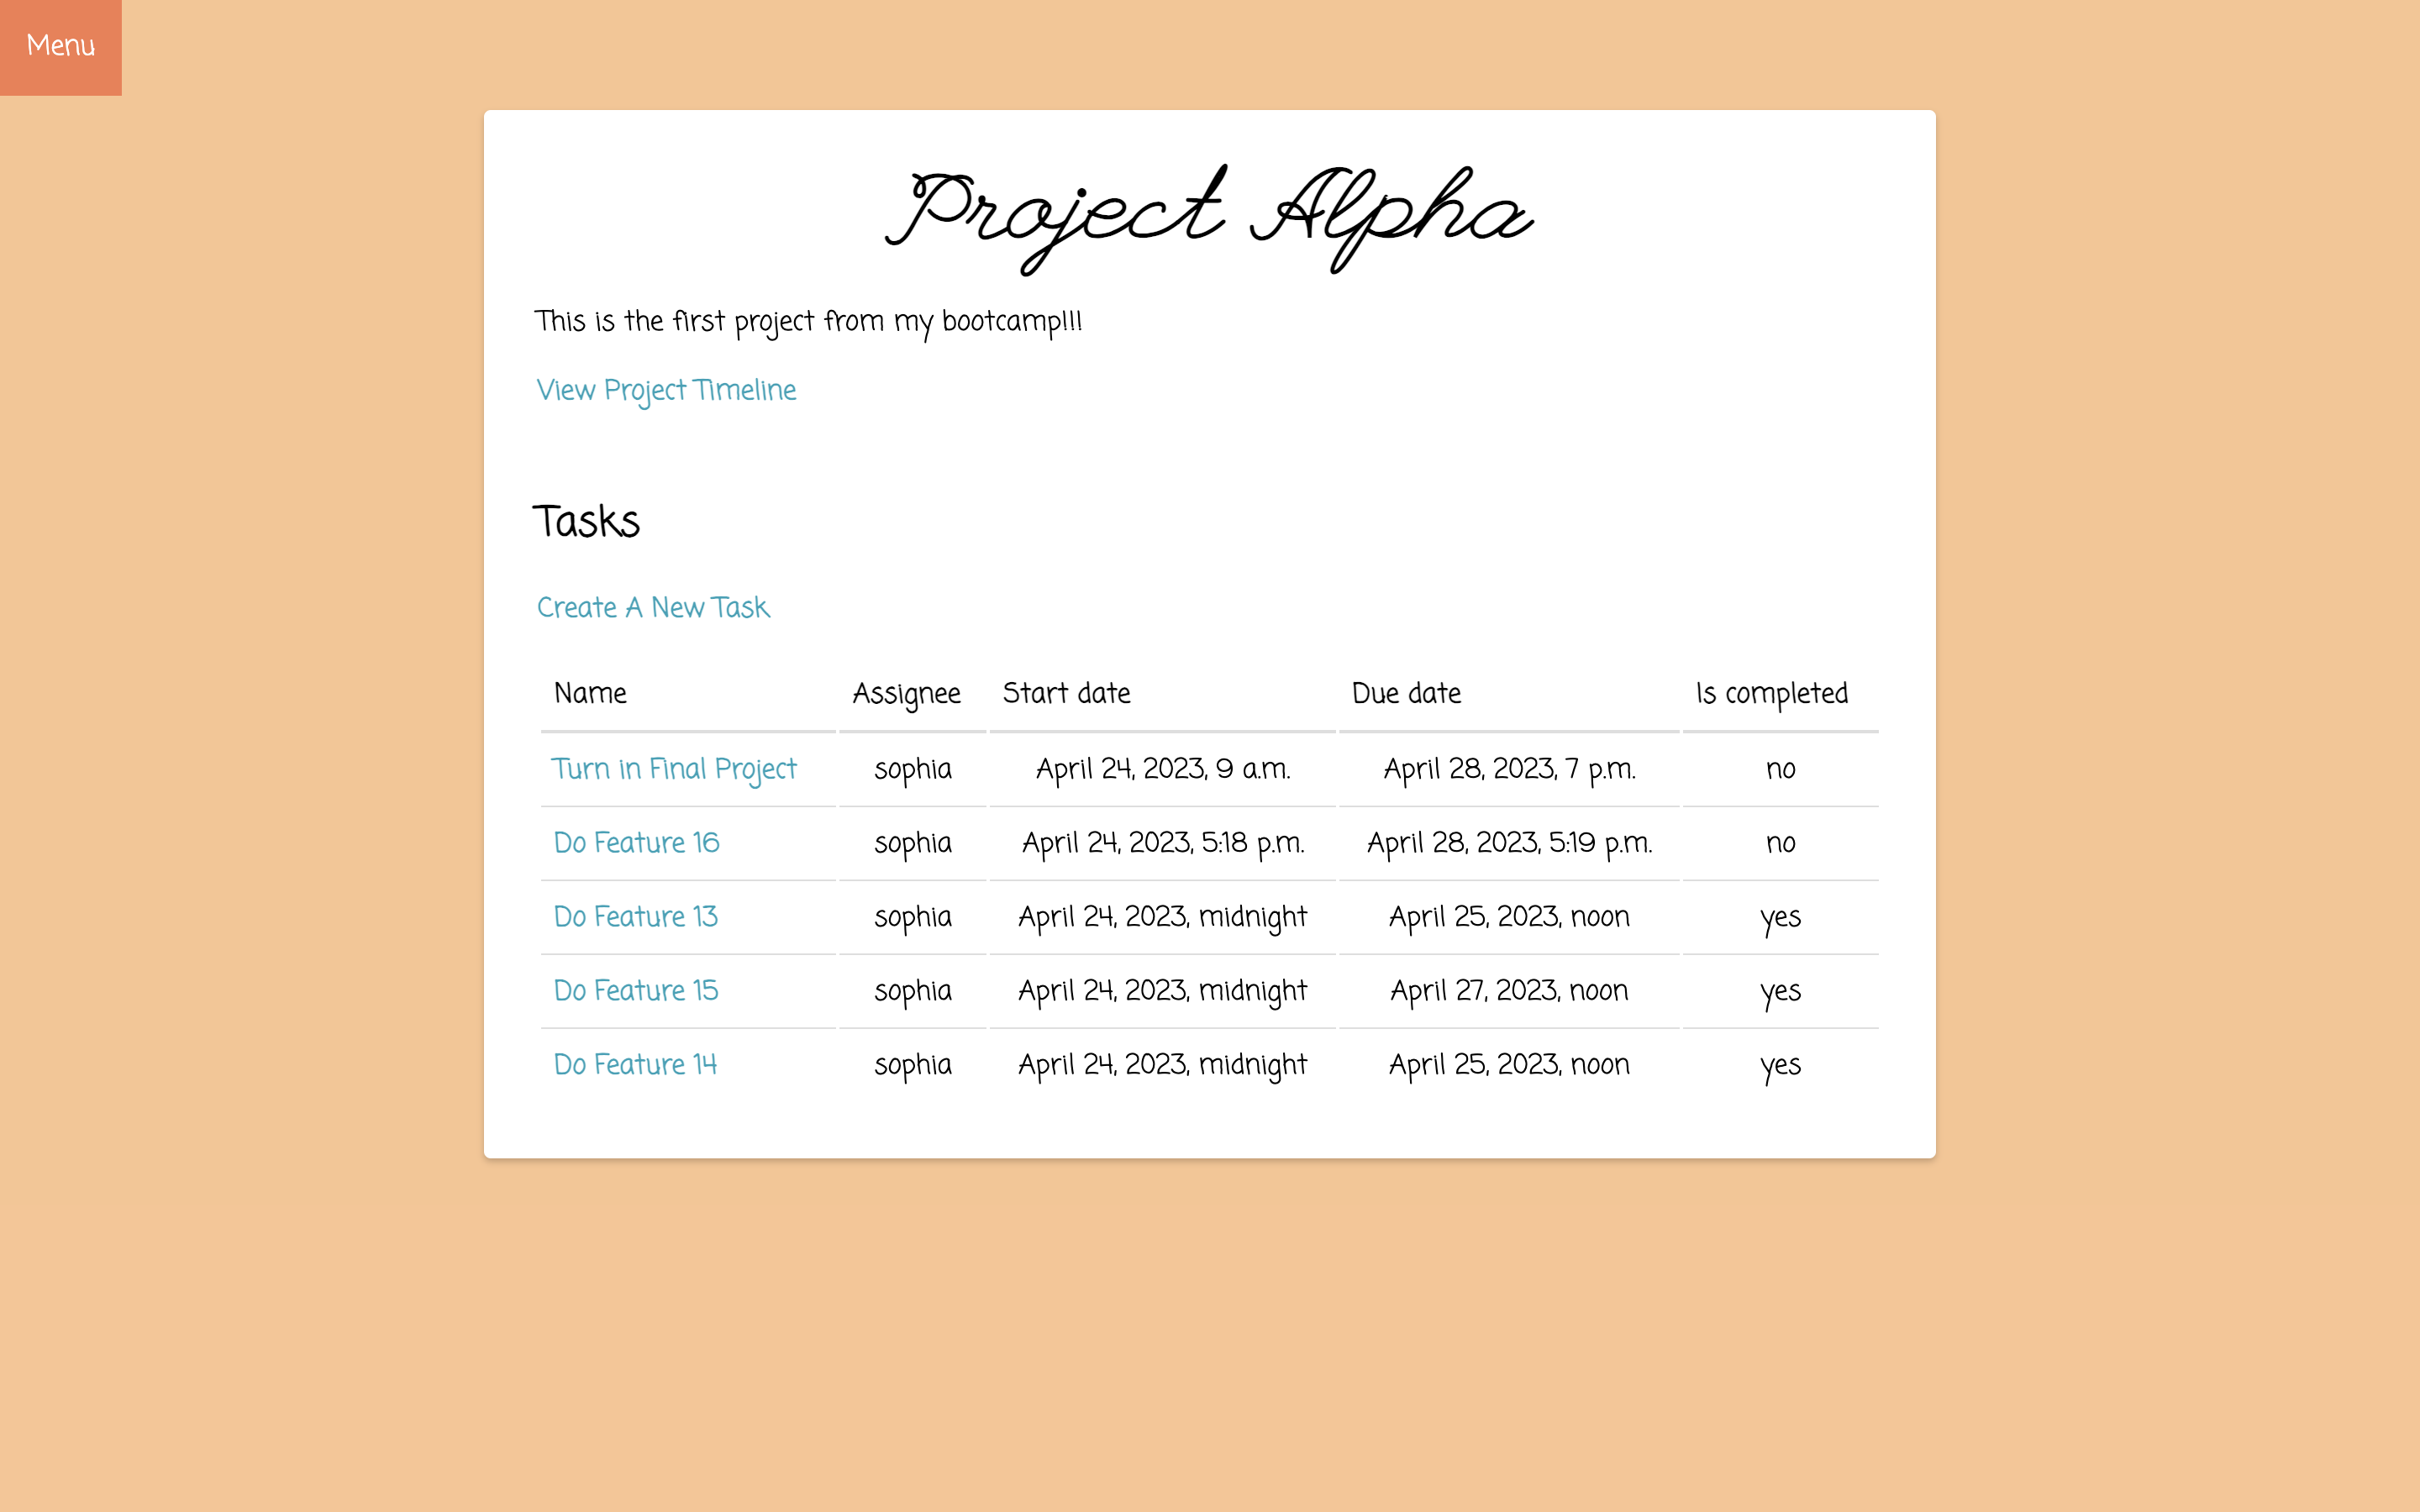 Menu
Project Alpha
This is the first project from my bootcamp!!!
View Project Timeline
Tasks
Create A New Task
Name Assignee Start date Due date Is completed
Turn in Final Project sophia April 24, 2023, 9 a.m. April 28, 2023, 7 p.m. no
Do Feature 16 sophia April 24, 2023, 5:18 p.m. April 28, 2023, 5:19 p.m. no
Do Feature 13 sophia April 24, 2023, midnight April 25, 2023, noon yes
Do Feature 15 sophia April 24, 2023, midnight April 27, 2023, noon yes
Do Feature 14 sophia April 24, 2023, midnight April 25, 2023, noon yes